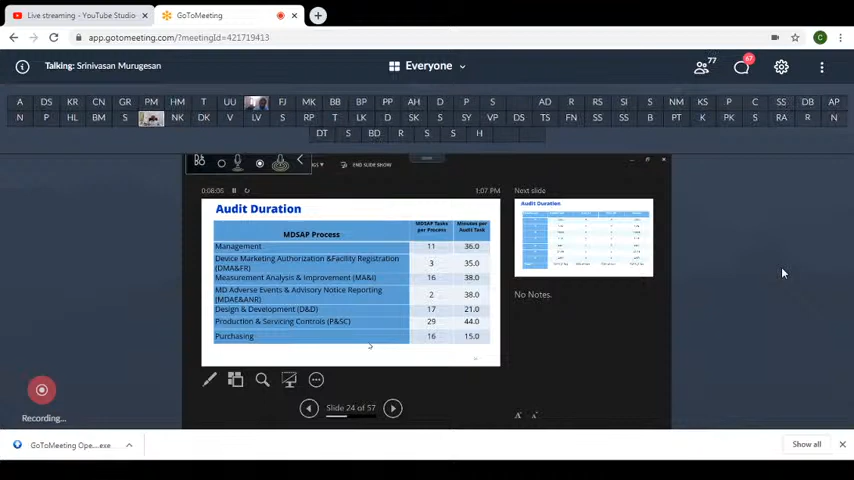 Live streaming - YouTube Studio
GoToMeeting
app.gotomeeting.com/?meetingId=421719413
Talking: Srinivasan Murugesan
Everyone
77
67
A DS KR CN GR PM HM T UU FJ MK BB BP PP AH D P S AD R RS SI S NM KS P C SS DB AP
N P HL BM S NK DK V LV S RP T LK D SK S SY VP DS TS FN SS SS B PT K PK S RA R N
DT S BD R S S H
END SLIDE SHOW
0:08:06
1:07 PM
Next slide
Audit Duration
MDSAP Process
MDSAP Tasks per Process
Minutes per Audit Task
Management 11 36.0
Device Marketing Authorization &Facility Registration (DMA&FR) 3 35.0
Measurement Analysis & Improvement (MA&I) 16 38.0
MD Adverse Events & Advisory Notice Reporting (MDAE&ANR) 2 38.0
Design & Development (D&D) 17 21.0
Production & Servicing Controls (P&SC) 29 44.0
Purchasing 16 15.0
Audit Duration
No Notes.
Slide 24 of 57
A A
Recording...
GoToMeeting Ope....exe
Show all